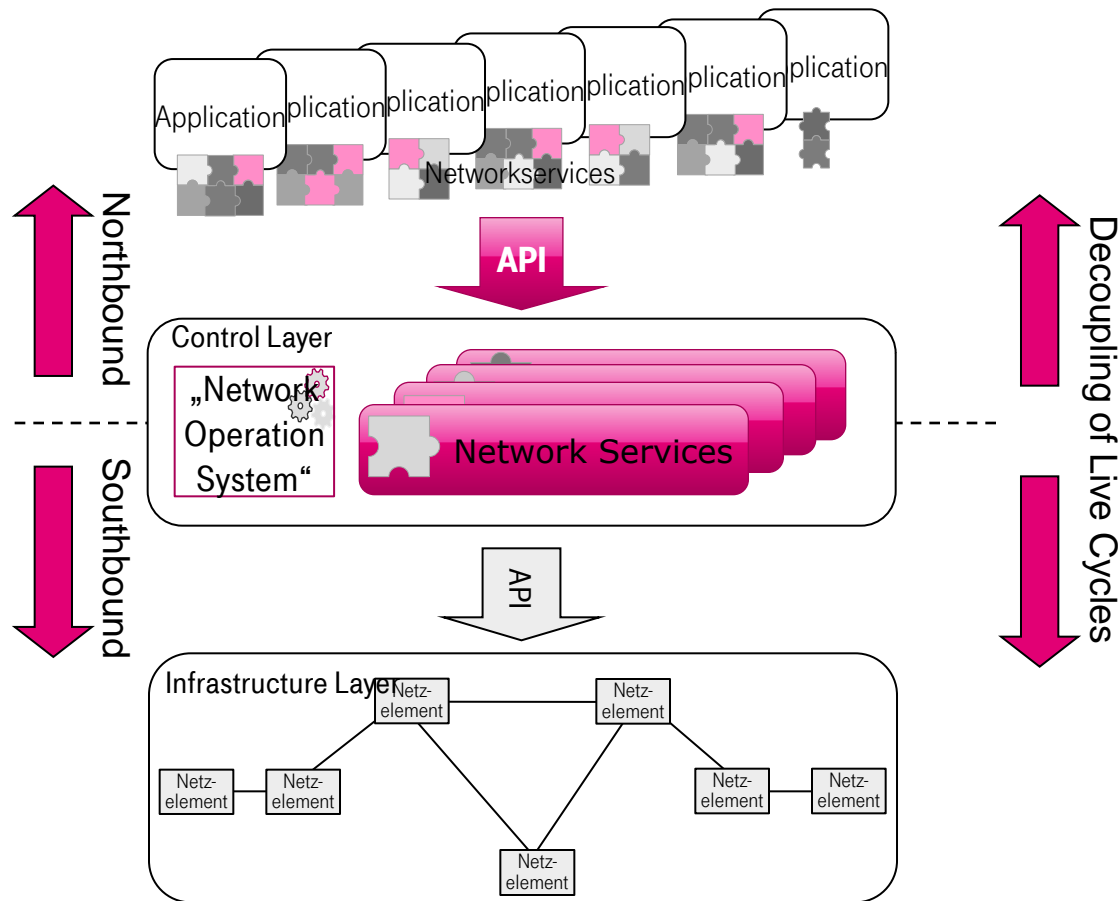 Application
plication
plication
plication
plication
plication
plication
Networkservices
Northbound
API
Decoupling of Live Cycles
Control Layer
„Network
Operation
System“
Network Services
Southbound
API
Infrastructure Layer
Netz-
element
Netz-
element
Netz-
element
Netz-
element
Netz-
element
Netz-
element
Netz-
element